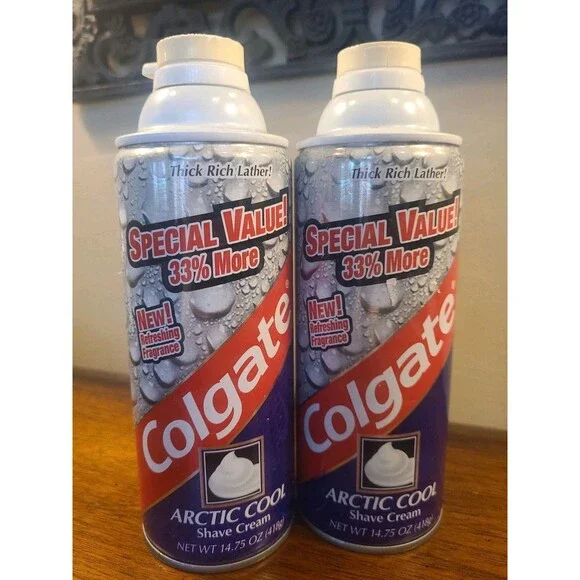 Thick Rich Lather!
SPECIAL VALUE!
33% More
NEW!
Refreshing
Fragrance
Colgate®
ARCTIC COOL
Shave Cream
NET WT 14.75 OZ (418g)
Thick Rich Lather!
SPECIAL VALUE!
33% More
NEW!
Refreshing
Fragrance
Colgate
ARCTIC COOL
Shave Cream
NET WT 14.75 OZ (418g)